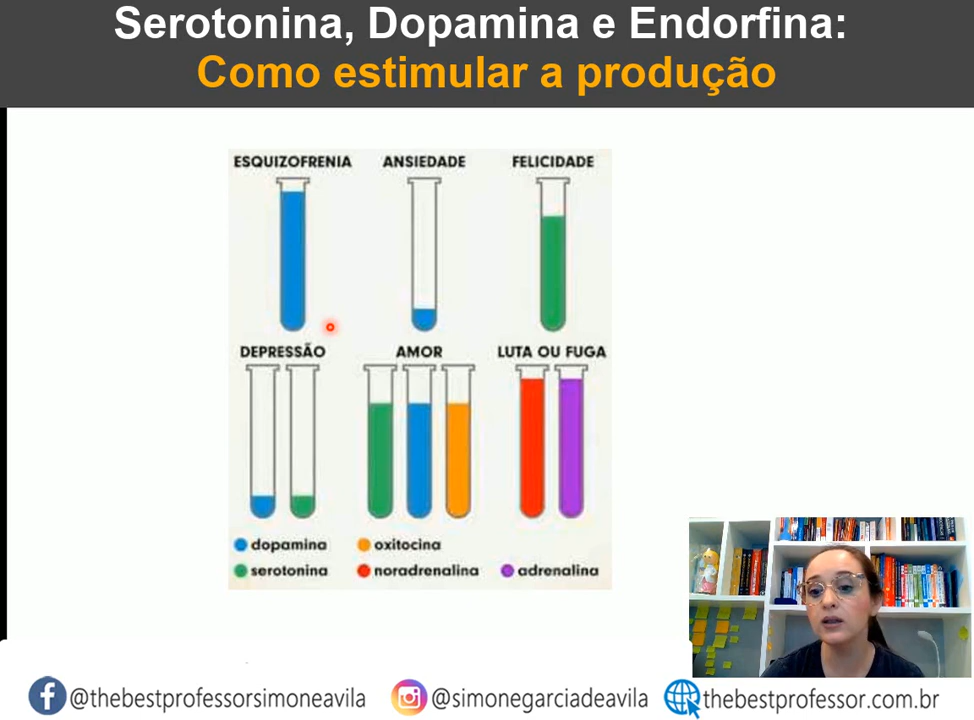 Serotonina, Dopamina e Endorfina:
Como estimular a produção
ESQUIZOFRENIA ANSIEDADE FELICIDADE
DEPRESSÃO AMOR LUTA OU FUGA
dopamina oxitocina
serotonina noradrenalina adrenalina
@thebestprofessorsimoneavila @simonegarciadeavila thebestprofessor.com.br